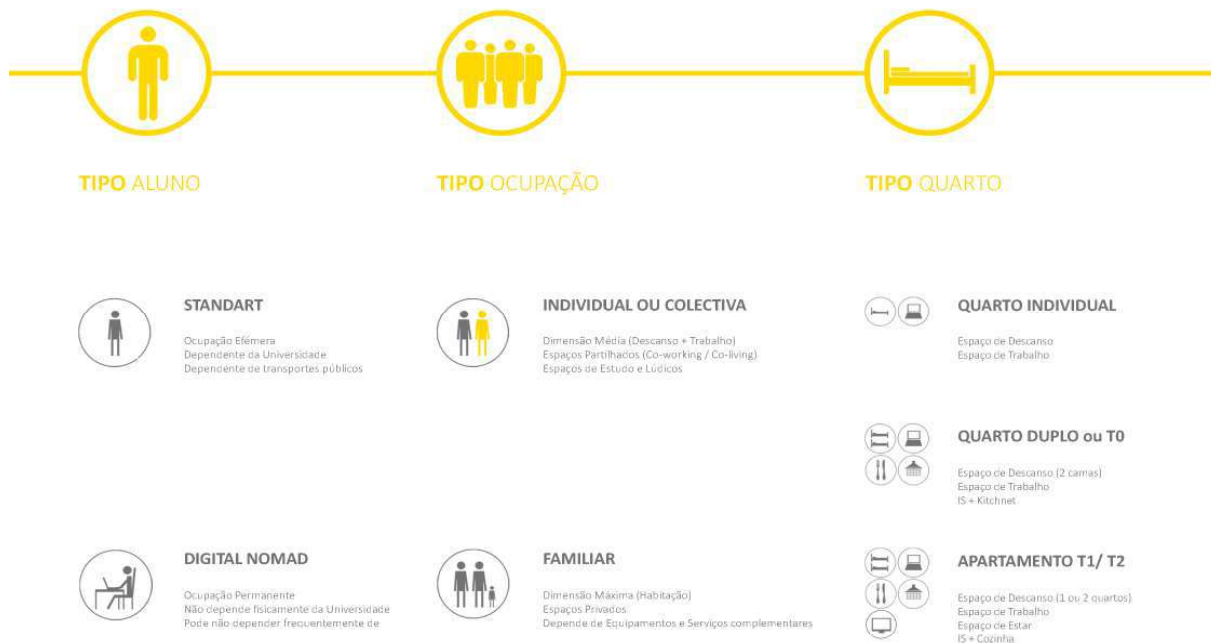 TIPO ALUNO
TIPO OCUPAÇÃO
TIPO QUARTO
STANDART
Ocupação Efémera
Dependente da Universidade
Dependente de transportes públicos
INDIVIDUAL OU COLECTIVA
Dimensão Média (Descanso + Trabalho)
Espaços Partilhados (Co-working / Co-living)
Espaços de Estudo e Lúdicos
QUARTO INDIVIDUAL
Espaço de Descanso
Espaço de Trabalho
QUARTO DUPLO ou T0
Espaço de Descanso (2 camas)
Espaço de Trabalho
IS + Kitchnet
DIGITAL NOMAD
Ocupação Permanente
Não depende fisicamente da Universidade
Pode não depender frequentemente de
FAMILIAR
Dimensão Máxima (Habitação)
Espaços Privados
Depende de Equipamentos e Serviços complementares
APARTAMENTO T1/ T2
Espaço de Descanso (1 ou 2 quartos)
Espaço de Trabalho
Espaço de Estar
IS + Cozinha